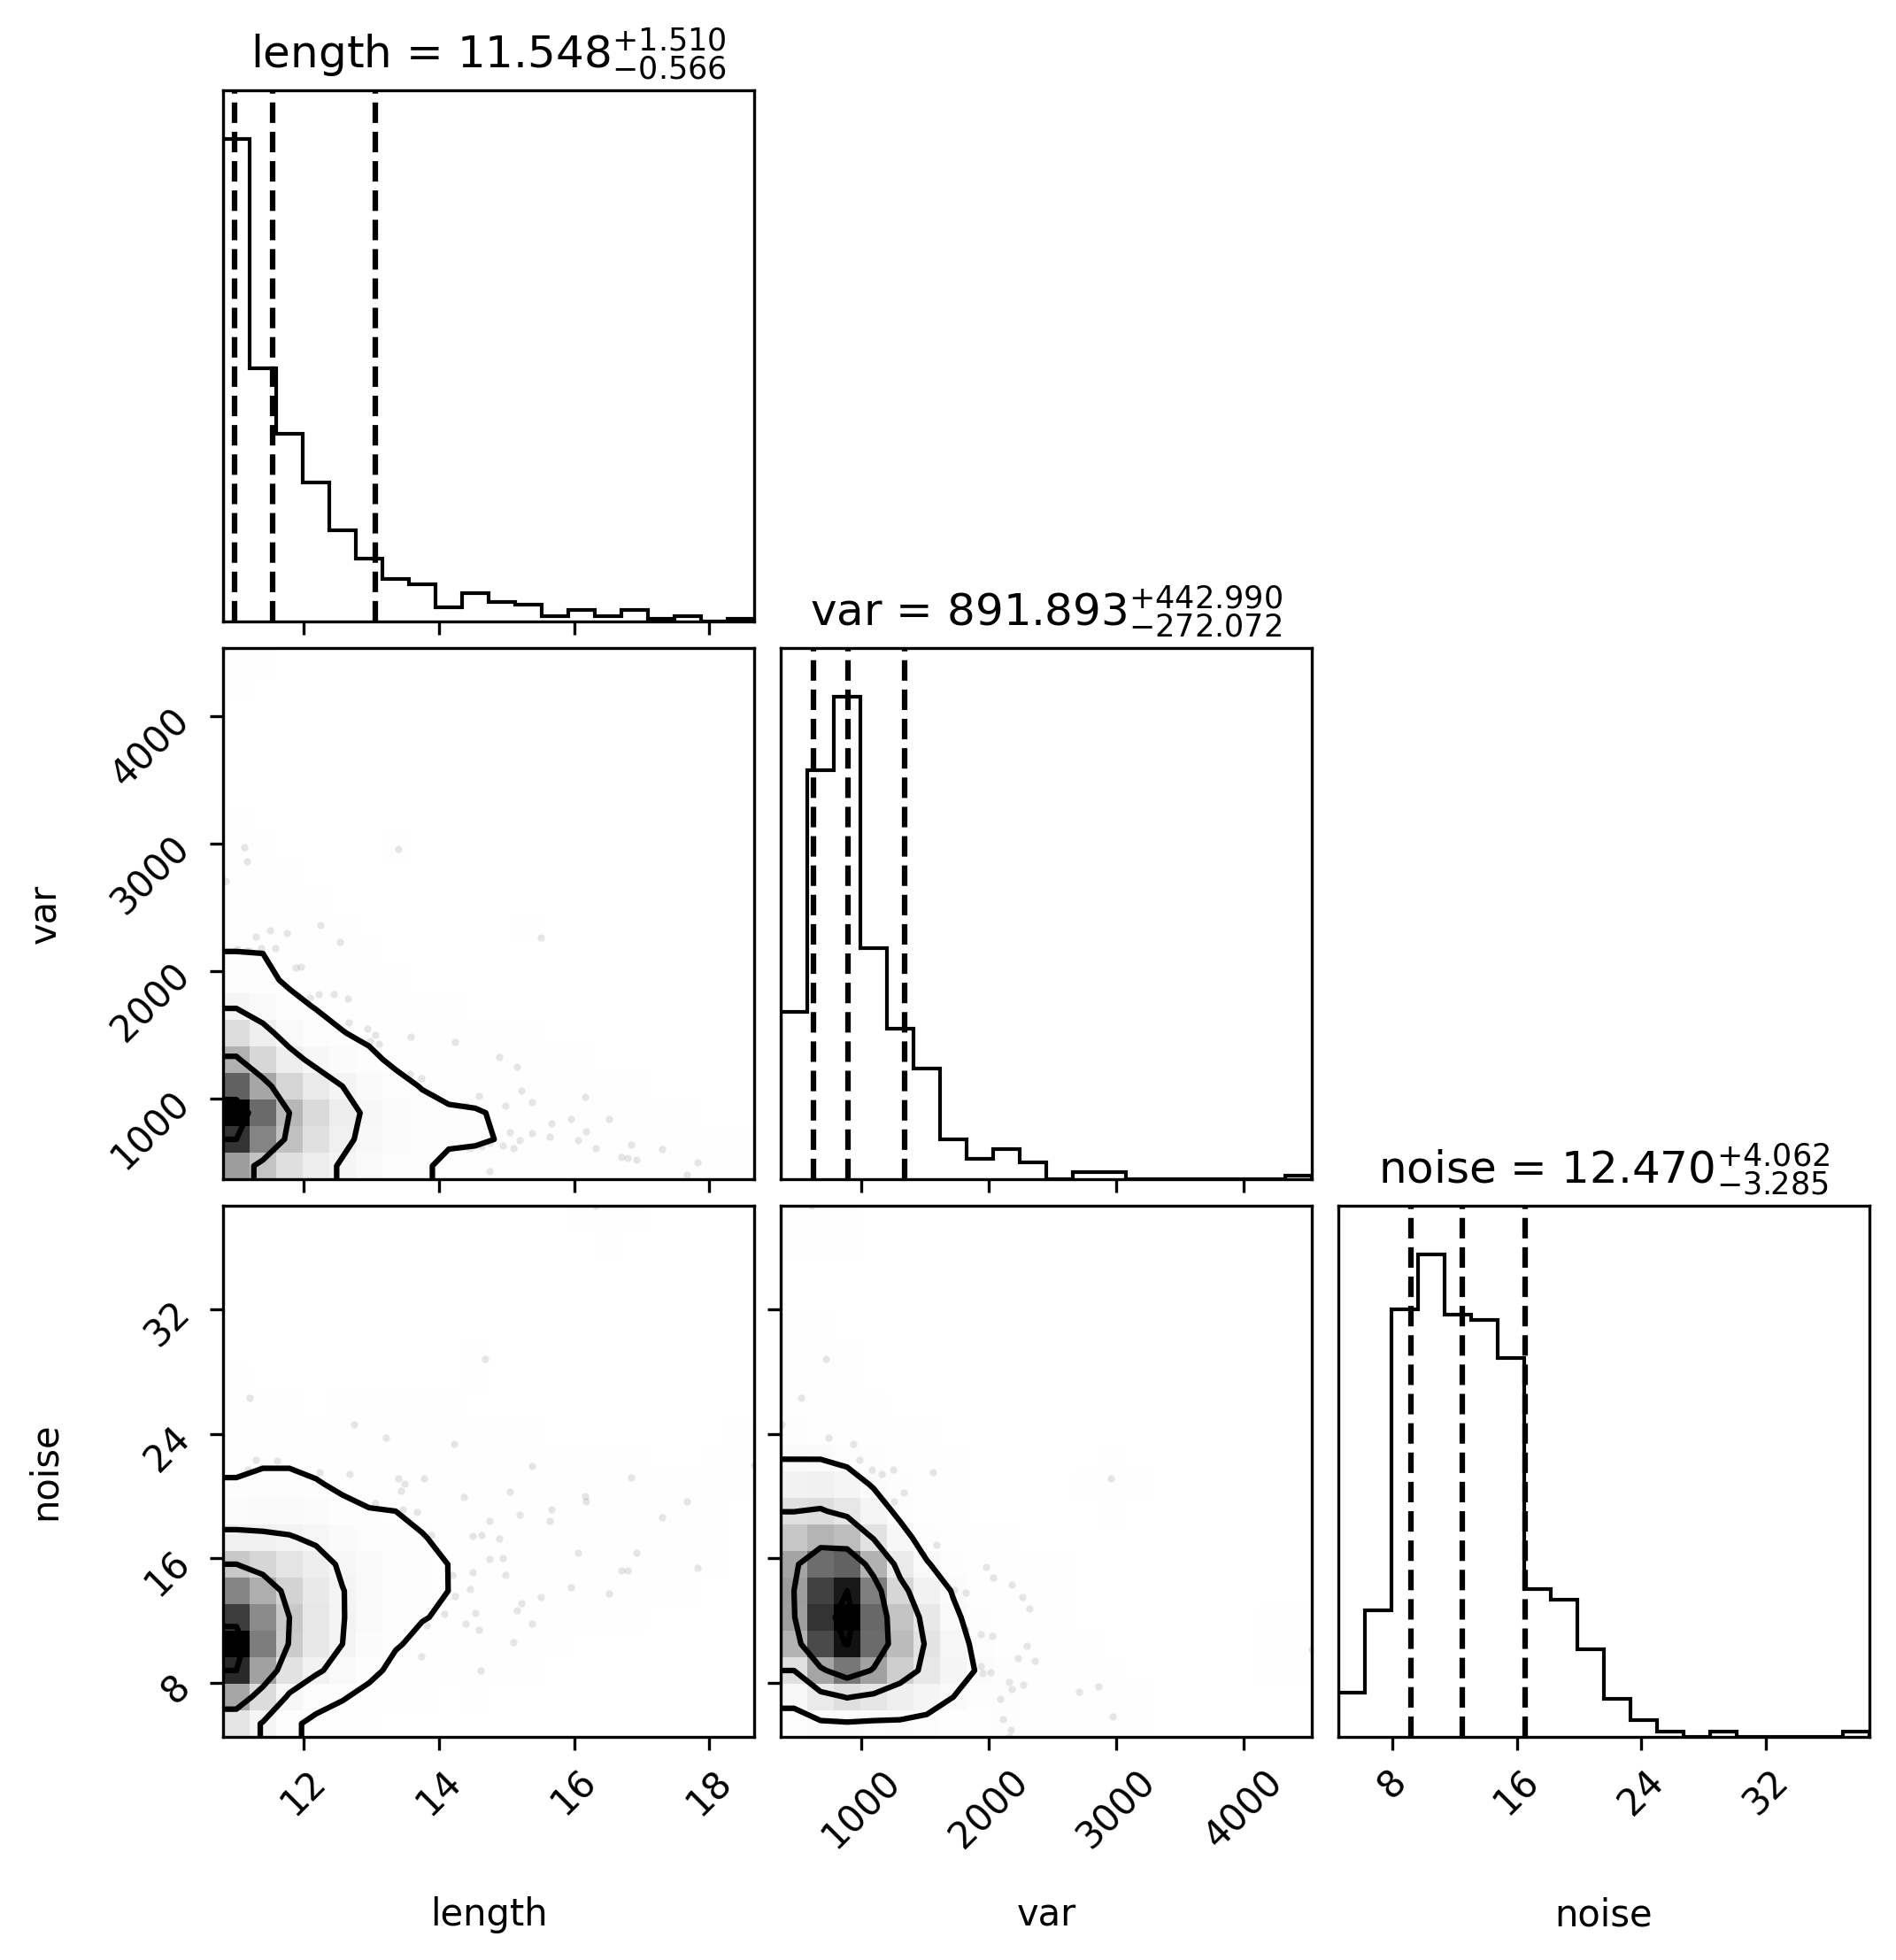 length = 11.548+1.510 −0.566
var = 891.893+442.990 −272.072
4000
3000
2000
1000
var
noise = 12.470+4.062 −3.285
32
24
16
8
noise
12 14 16 18
1000 2000 3000 4000
8 16 24 32
length
var
noise